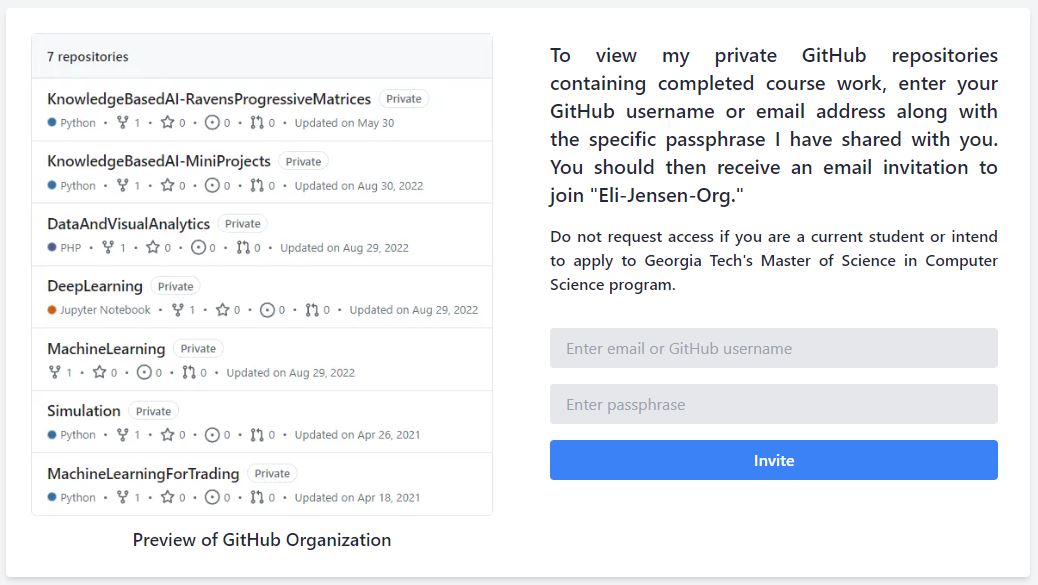 7 repositories
KnowledgeBasedAI-RavensProgressiveMatrices Private
Python • 1 • 0 • 0 • 0 • Updated on May 30
KnowledgeBasedAI-MiniProjects Private
Python • 1 • 0 • 0 • 0 • Updated on Aug 30, 2022
DataAndVisualAnalytics Private
PHP • 1 • 0 • 0 • 0 • Updated on Aug 29, 2022
DeepLearning Private
Jupyter Notebook • 1 • 0 • 0 • 0 • Updated on Aug 29, 2022
MachineLearning Private
1 • 0 • 0 • 0 • Updated on Aug 29, 2022
Simulation Private
Python • 1 • 0 • 0 • 0 • Updated on Apr 26, 2021
MachineLearningForTrading Private
Python • 1 • 0 • 0 • 0 • Updated on Apr 18, 2021
Preview of GitHub Organization
To view my private GitHub repositories
containing completed course work, enter your
GitHub username or email address along with
the specific passphrase I have shared with you.
You should then receive an email invitation to
join "Eli-Jensen-Org."
Do not request access if you are a current student or intend
to apply to Georgia Tech's Master of Science in Computer
Science program.
Enter email or GitHub username
Enter passphrase
Invite